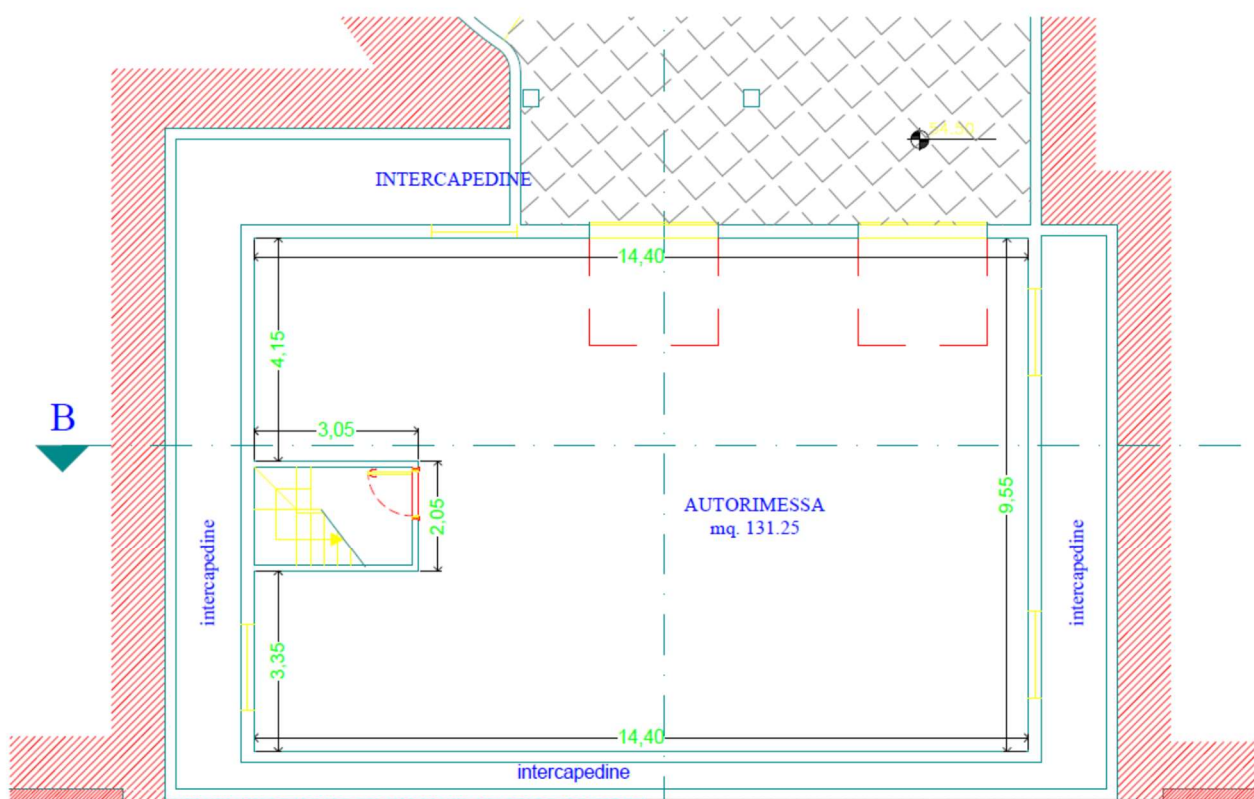 INTERCAPEDINE
14,40
4,15
B
3,05
2,05
9,55
AUTORIMESSA
mq. 131.25
intercapedine
intercapedine
3,35
14,40
intercapedine